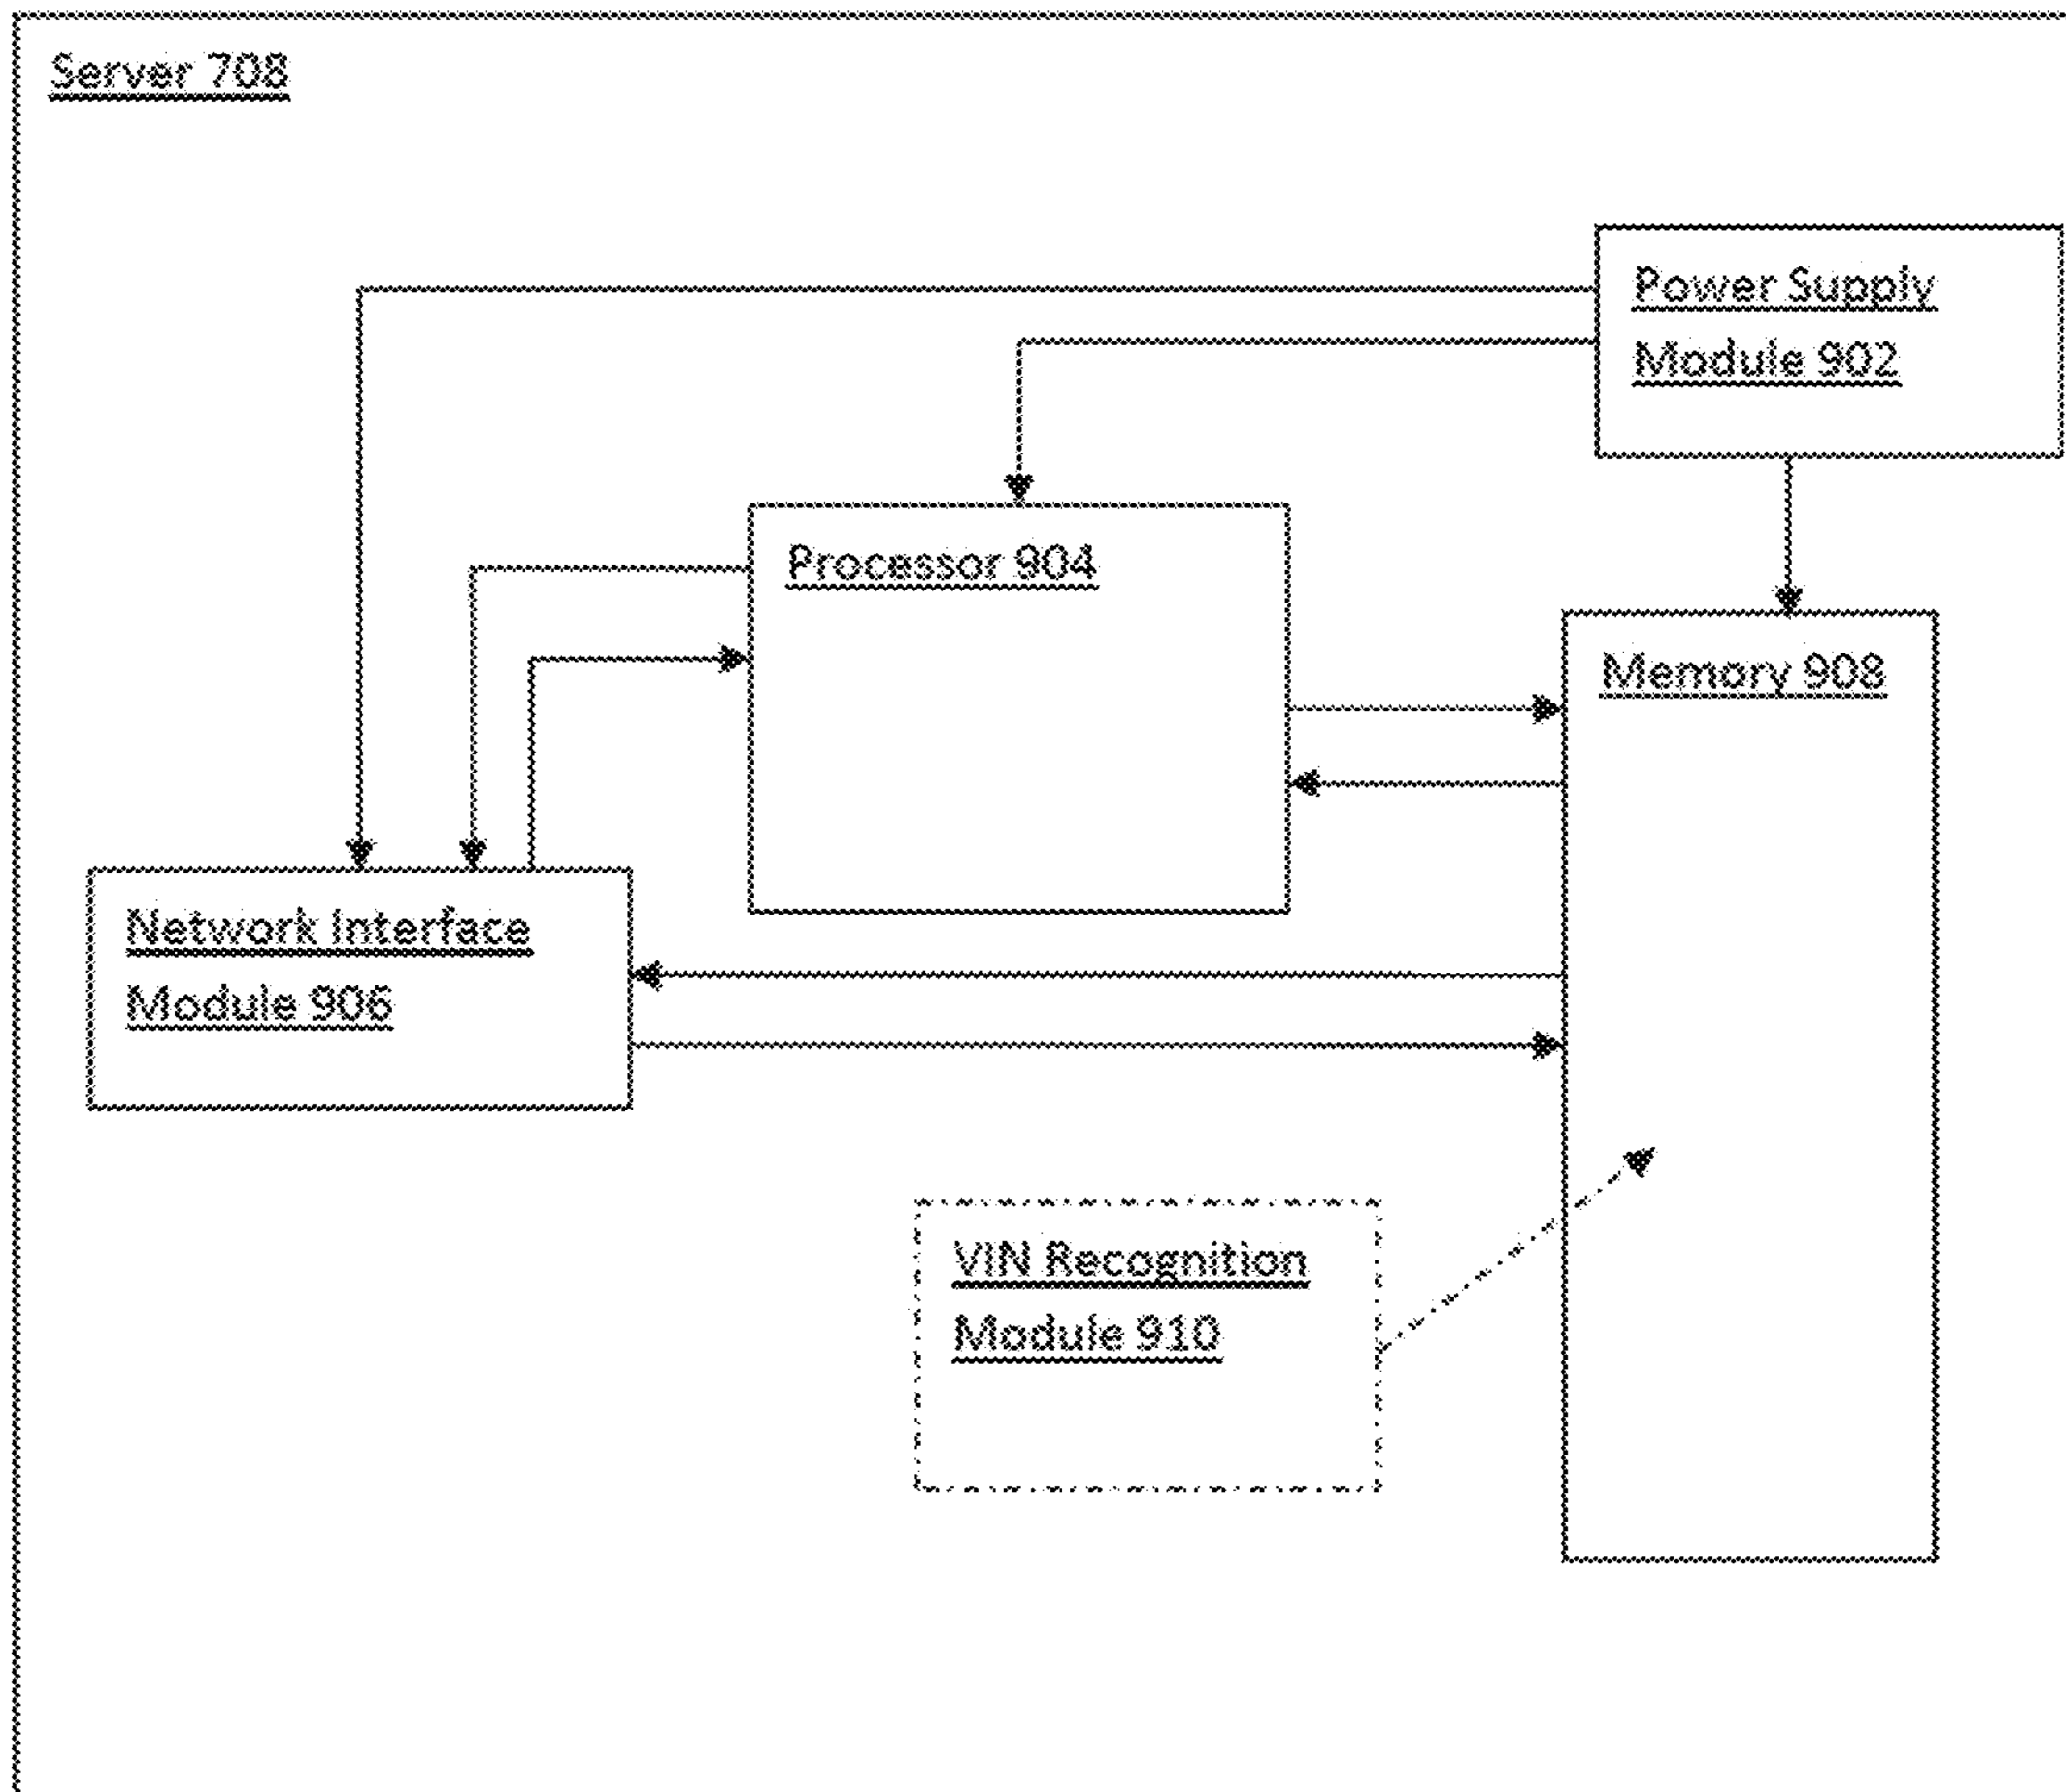 Server 708
Power Supply
Module 902
Processor 904
Memory 908
Network Interface
Module 906
VIN Recognition
Module 910